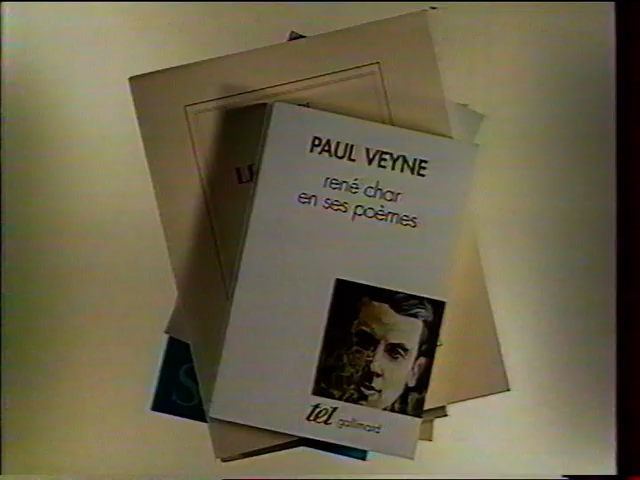 PAUL VEYNE
rené char
en ses poèmes
tel gallimard